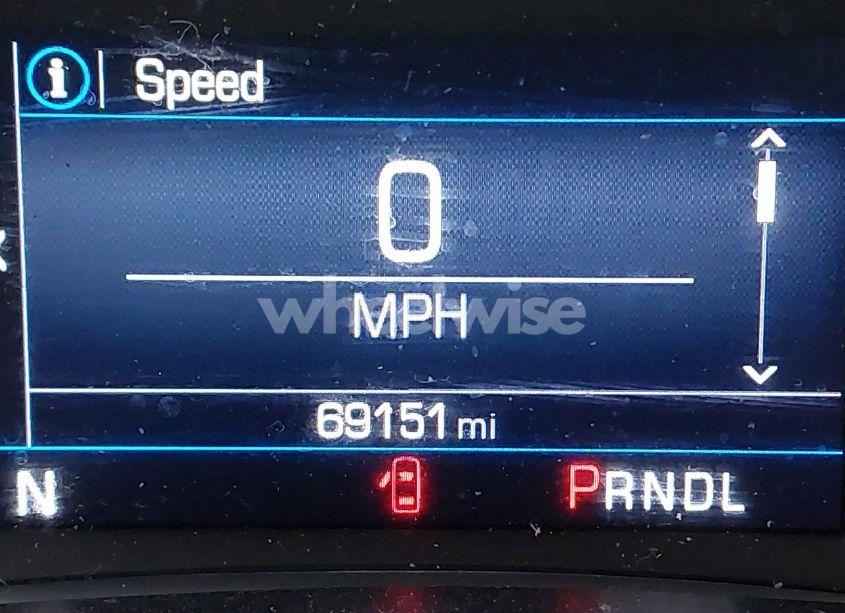 i Speed
0
MPH
wheelwise
69151 mi
N PRNDL